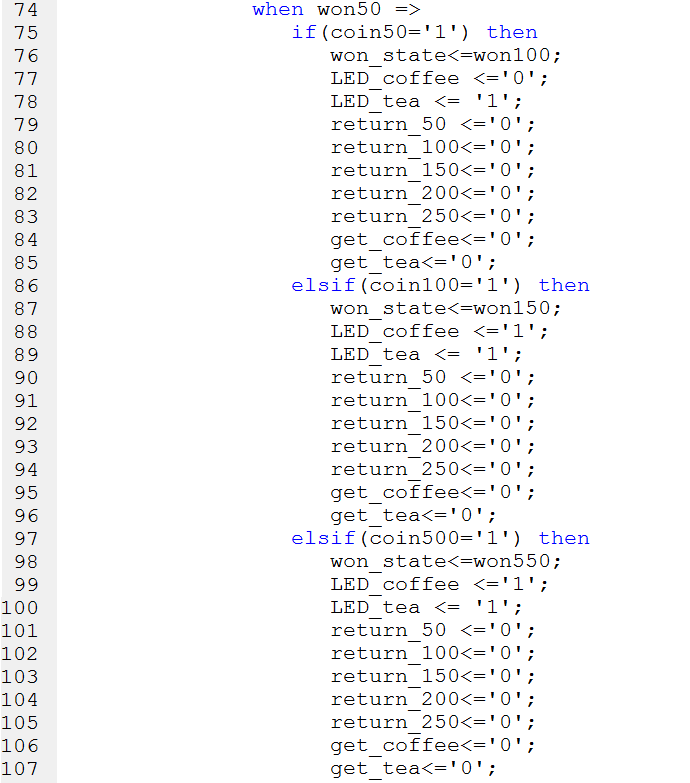 74 when won50 =>
75 if(coin50='1') then
76 won_state<=won100;
77 LED_coffee <='0';
78 LED_tea <= '1';
79 return_50 <='0';
80 return_100<='0';
81 return_150<='0';
82 return_200<='0';
83 return_250<='0';
84 get_coffee<='0';
85 get_tea<='0';
86 elsif(coin100='1') then
87 won_state<=won150;
88 LED_coffee <='1';
89 LED_tea <= '1';
90 return_50 <='0';
91 return_100<='0';
92 return_150<='0';
93 return_200<='0';
94 return_250<='0';
95 get_coffee<='0';
96 get_tea<='0';
97 elsif(coin500='1') then
98 won_state<=won550;
99 LED_coffee <='1';
100 LED_tea <= '1';
101 return_50 <='0';
102 return_100<='0';
103 return_150<='0';
104 return_200<='0';
105 return_250<='0';
106 get_coffee<='0';
107 get_tea<='0';